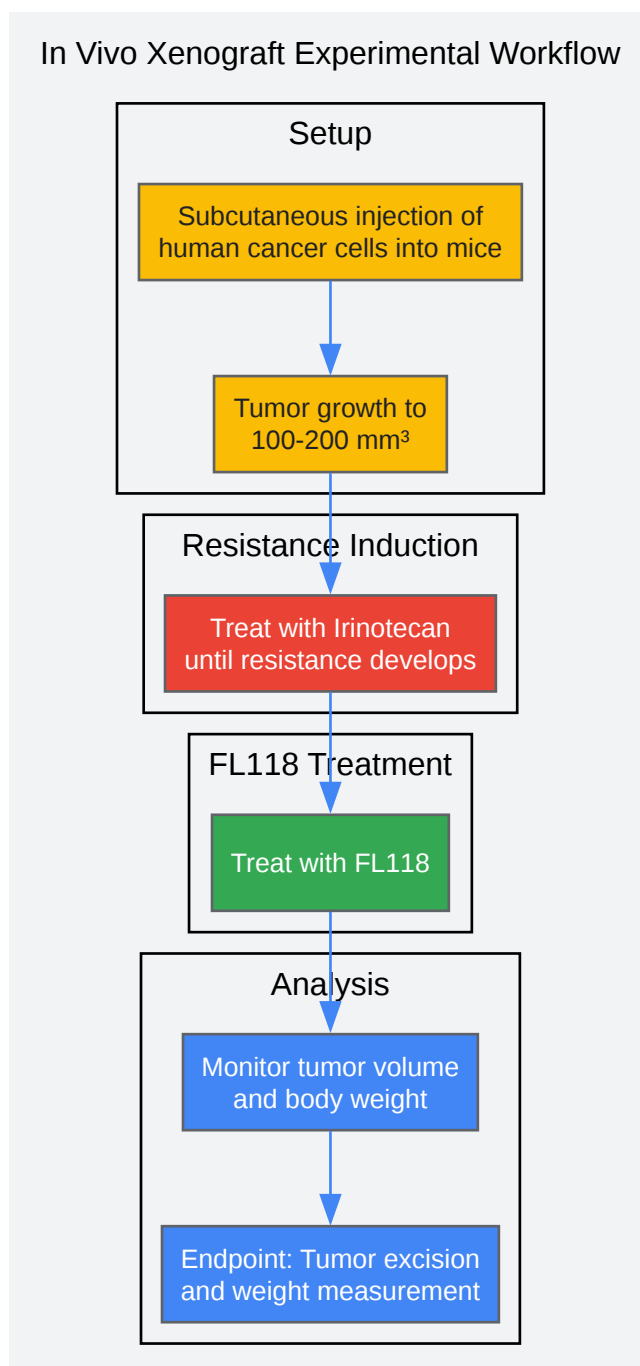 In Vivo Xenograft Experimental Workflow
Setup
Subcutaneous injection of
human cancer cells into mice
Tumor growth to
100-200 mm³
Resistance Induction
Treat with Irinotecan
until resistance develops
FL118 Treatment
Treat with FL118
Analysis
Monitor tumor volume
and body weight
Endpoint: Tumor excision
and weight measurement